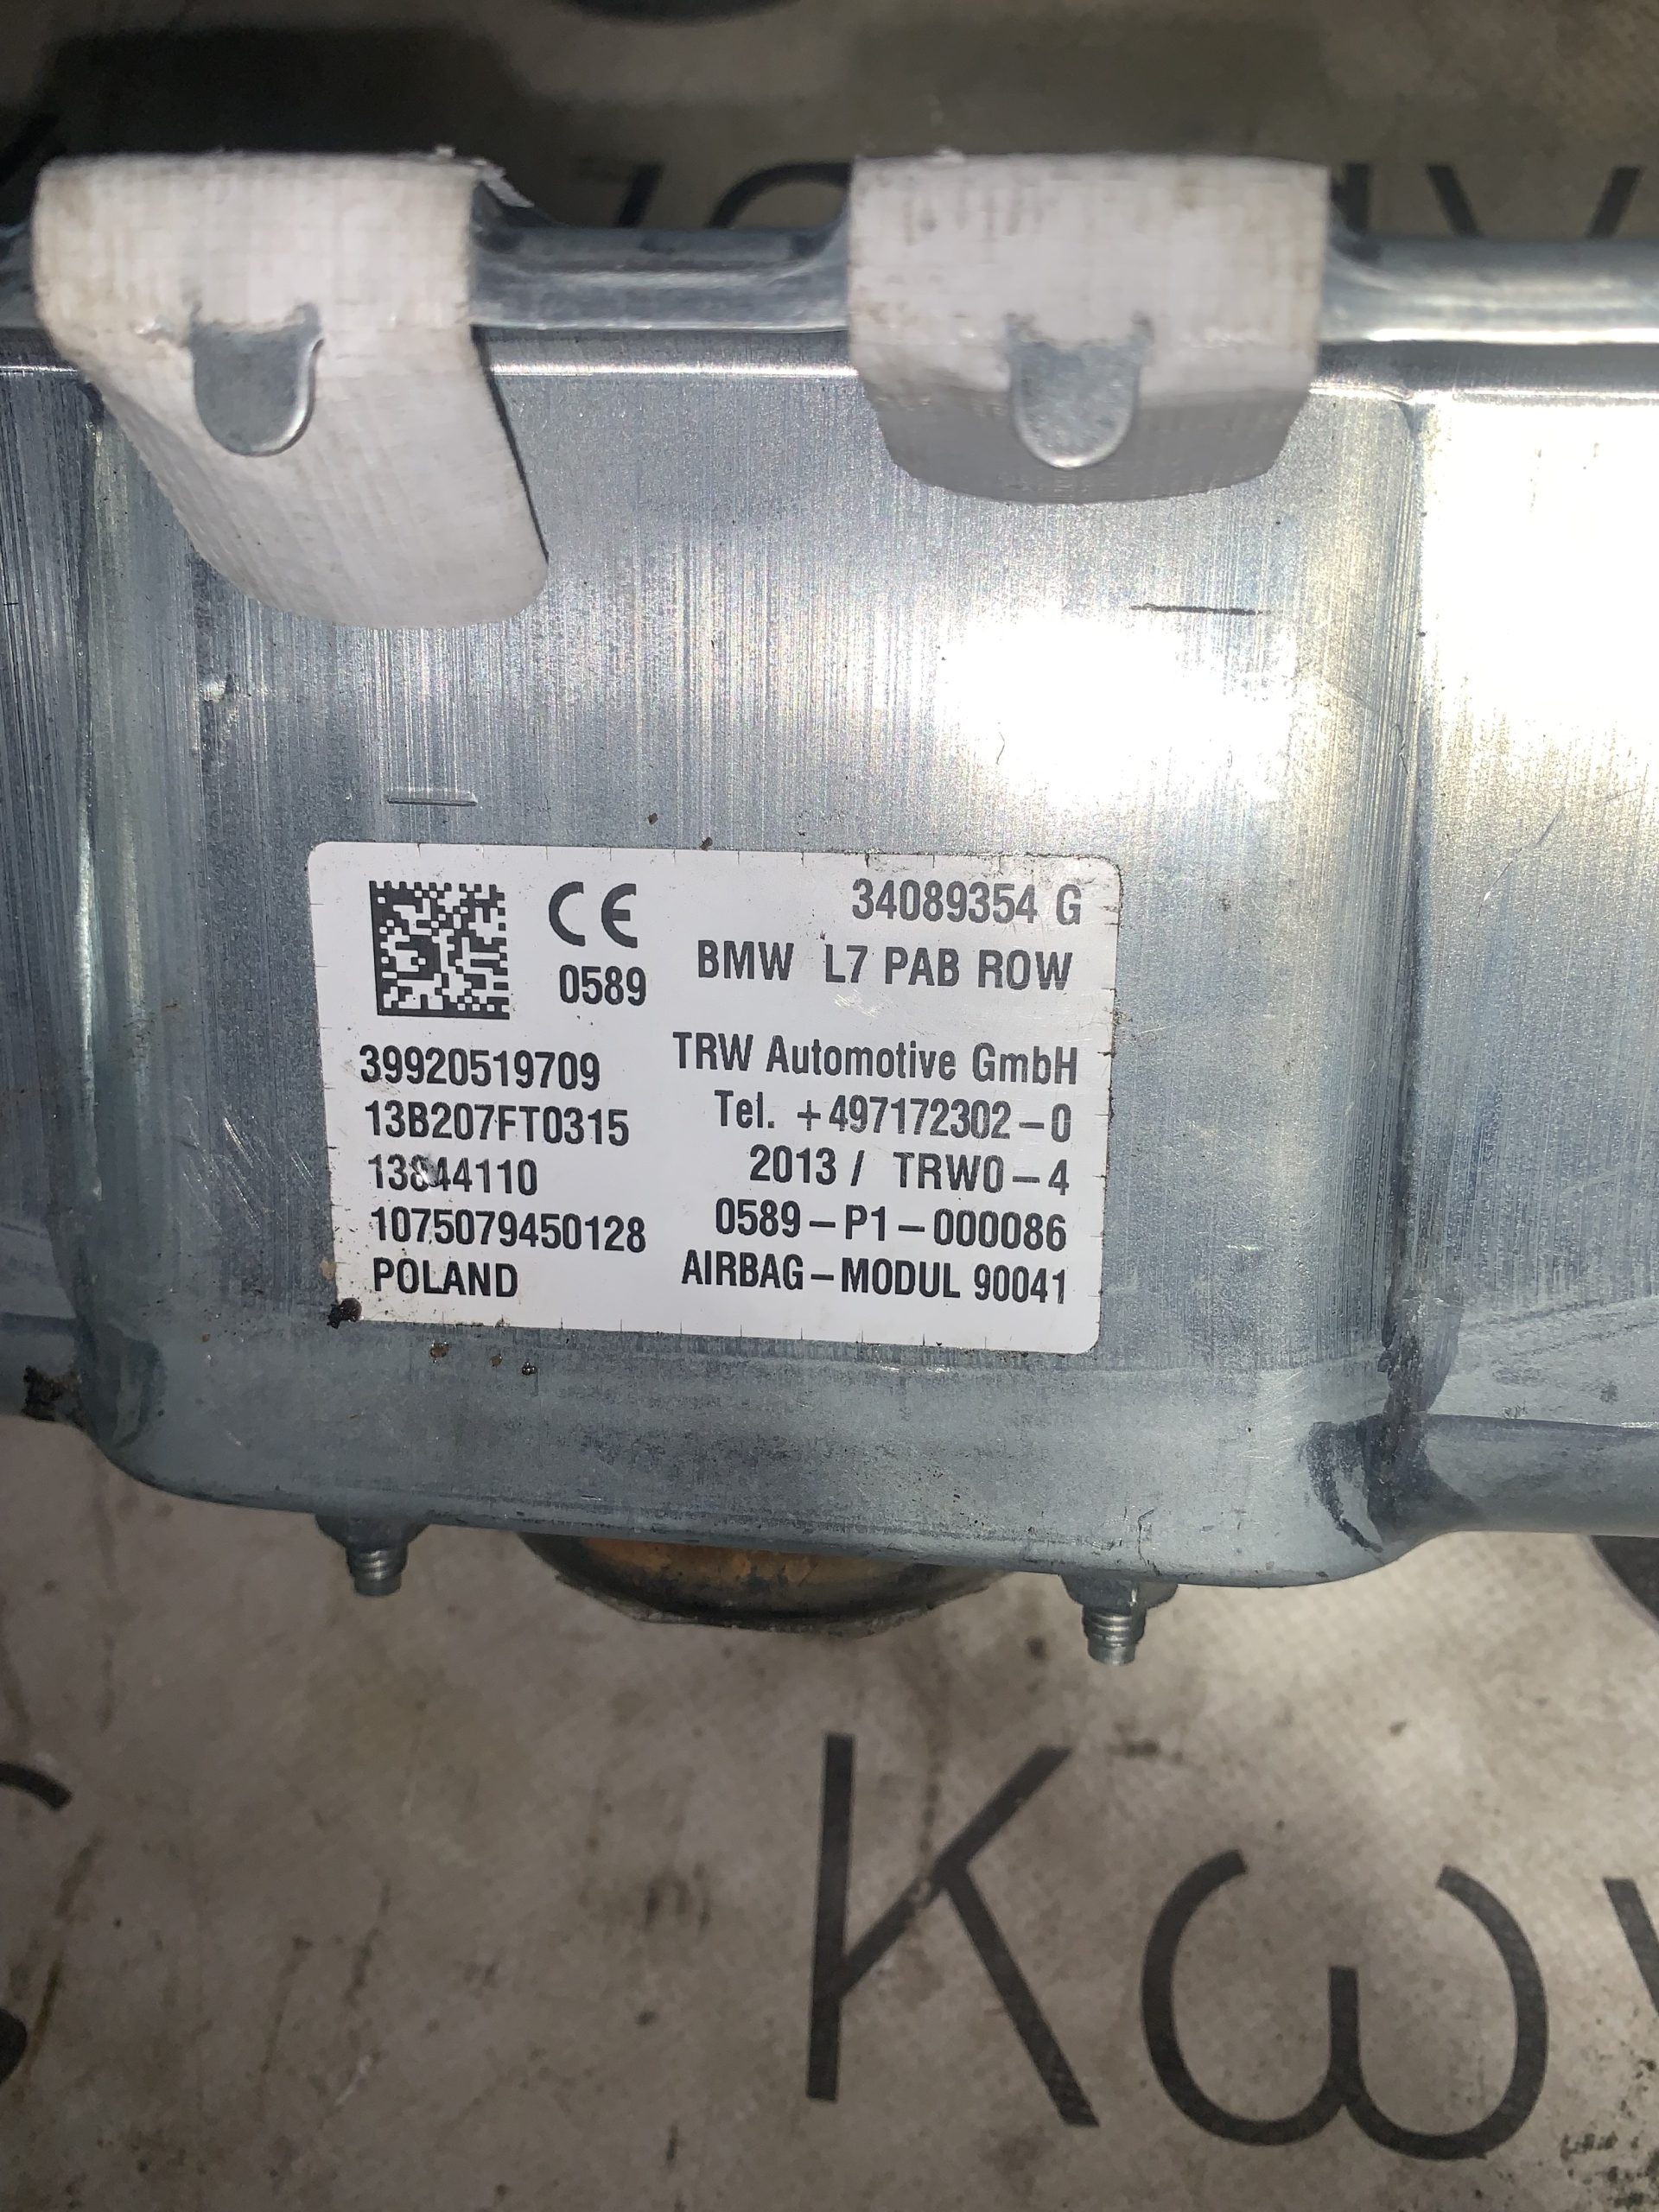 CE
0589
34089354 G
BMW L7 PAB ROW
39920519709
13B207FT0315
13844110
1075079450128
POLAND
TRW Automotive GmbH
Tel. +497172302-0
2013 / TRW0-4
0589-P1-000086
AIRBAG-MODUL 90041
Κω